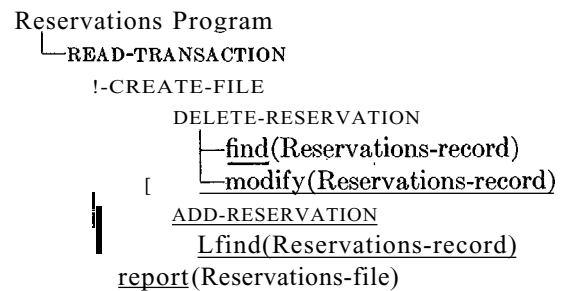 Reservations Program
READ-TRANSACTION
!-CREATE-FILE
DELETE-RESERVATION
find(Reservations-record)
[ modify(Reservations-record)
ADD-RESERVATION
Lfind(Reservations-record)
report(Reservations-file)